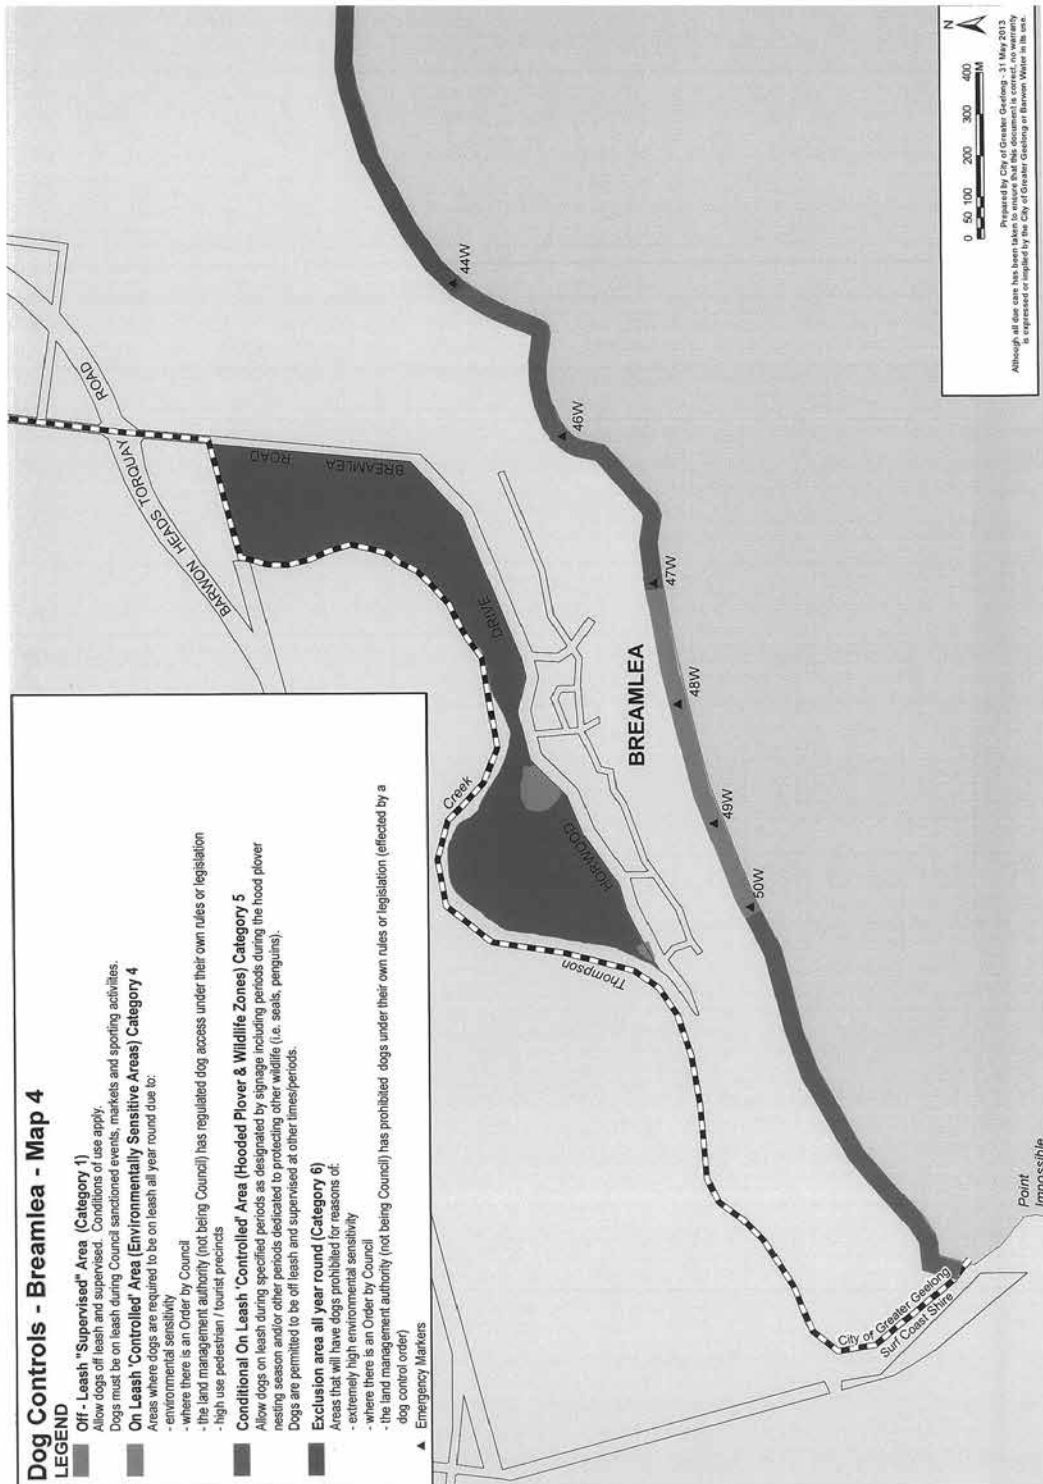 Dog Controls - Breamlea - Map 4
LEGEND
Off - Leash "Supervised" Area (Category 1)
Allow dogs off leash and supervised. Conditions of use apply.
Dogs must be on leash during Council sanctioned events, markets and sporting activiites.
On Leash 'Controlled' Area (Environmentally Sensitive Areas) Category 4
Areas where dogs are required to be on leash all year round due to:
- environmental sensitivity
- where there is an Order by Council
- the land management authority (not being Council) has regulated dog access under their own rules or legislation
- high use pedestrian / tourist precincts
Conditional On Leash 'Controlled' Area (Hooded Plover & Wildlife Zones) Category 5
Allow dogs on leash during specified periods as designated by signage including periods during the hood plover
nesting season and/or other periods dedicated to protecting other wildlife (i.e. seals, penguins).
Dogs are permitted to be off leash and supervised at other times/periods.
Exclusion area all year round (Category 6)
Areas that will have dogs prohibited for reasons of:
- extremely high environmental sensitivity
- where there is an Order by Council
- the land management authority (not being Council) has prohibited dogs under their own rules or legislation (effected by a
dog control order)
▲ Emergency Markers
BARWON HEADS TORQUAY ROAD
BREAMLEA ROAD
HORWOOD DRIVE
Thompson Creek
BREAMLEA
44W
46W
47W
48W
49W
50W
City of Greater Geelong
Surf Coast Shire
Point
Impossible
N
0 50 100 200 300 400
M
Prepared by City of Greater Geelong - 31 May 2013
Although all due care has been taken to ensure that this document is correct, no warranty
is expressed or implied by the City of Greater Geelong or Barwon Water in its use.